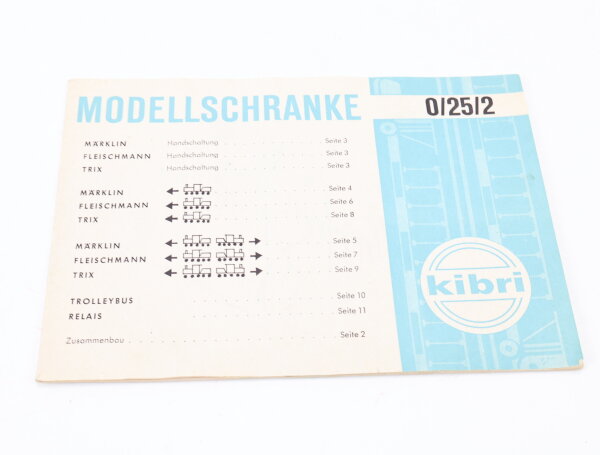 MODELLSCHRANKE 0/25/2
MÄRKLIN Handschaltung Seite 3
FLEISCHMANN Handschaltung Seite 3
TRIX Handschaltung Seite 3
MÄRKLIN Seite 4
FLEISCHMANN Seite 6
TRIX Seite 8
MÄRKLIN Seite 5
FLEISCHMANN Seite 7
TRIX Seite 9
TROLLEYBUS Seite 10
RELAIS Seite 11
Zusammenbau Seite 2
kibri